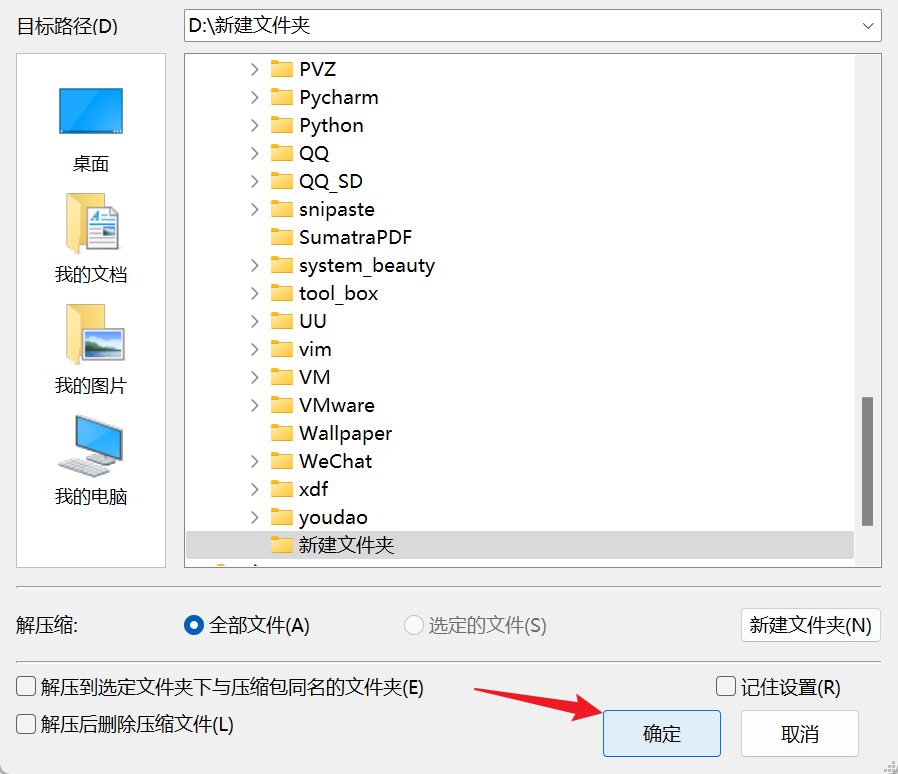 目标路径(D)
D:\新建文件夹
桌面
我的文档
我的图片
我的电脑
PVZ
Pycharm
Python
QQ
QQ_SD
snipaste
SumatraPDF
system_beauty
tool_box
UU
vim
VM
VMware
Wallpaper
WeChat
xdf
youdao
新建文件夹
解压缩:
全部文件(A)
选定的文件(S)
新建文件夹(N)
解压到选定文件夹下与压缩包同名的文件夹(E)
记住设置(R)
解压后删除压缩文件(L)
确定
取消